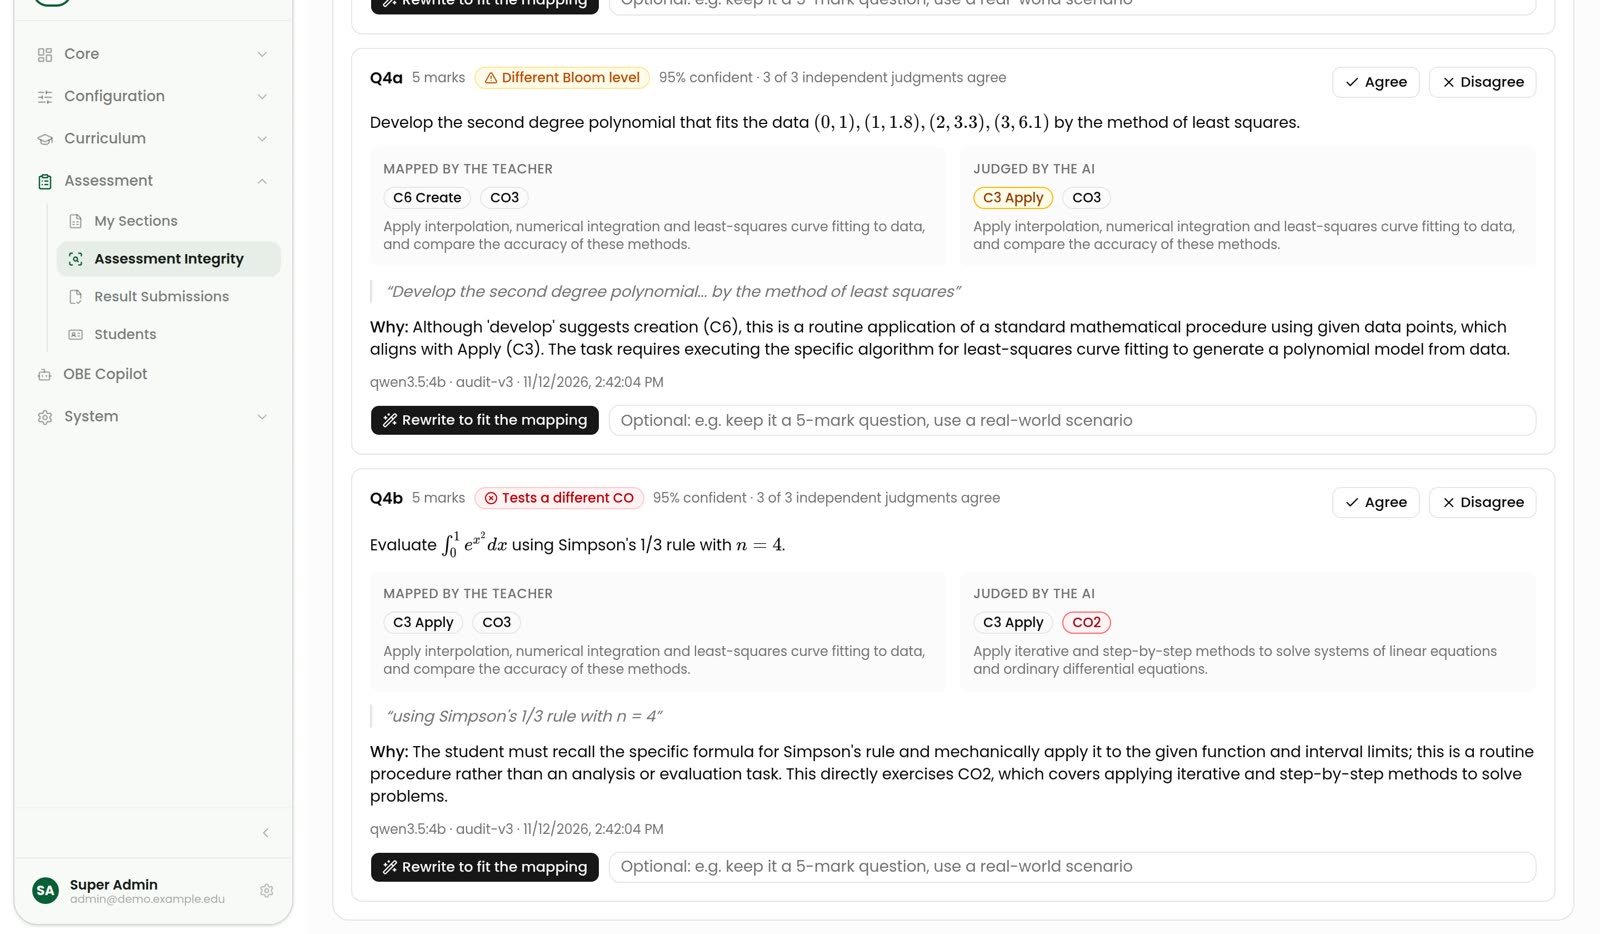 Rewrite to fit the mapping
Optional: e.g. keep it a 5-mark question, use a real-world scenario
Core
Configuration
Curriculum
Assessment
My Sections
Assessment Integrity
Result Submissions
Students
OBE Copilot
System
SA
Super Admin
admin@demo.example.edu
Q4a 5 marks Different Bloom level 95% confident · 3 of 3 independent judgments agree
Agree Disagree
Develop the second degree polynomial that fits the data (0, 1), (1, 1.8), (2, 3.3), (3, 6.1) by the method of least squares.
MAPPED BY THE TEACHER
C6 Create CO3
Apply interpolation, numerical integration and least-squares curve fitting to data,
and compare the accuracy of these methods.
JUDGED BY THE AI
C3 Apply CO3
Apply interpolation, numerical integration and least-squares curve fitting to data,
and compare the accuracy of these methods.
“Develop the second degree polynomial... by the method of least squares”
Why: Although 'develop' suggests creation (C6), this is a routine application of a standard mathematical procedure using given data points, which
aligns with Apply (C3). The task requires executing the specific algorithm for least-squares curve fitting to generate a polynomial model from data.
qwen3.5:4b · audit-v3 · 11/12/2026, 2:42:04 PM
Rewrite to fit the mapping
Optional: e.g. keep it a 5-mark question, use a real-world scenario
Q4b 5 marks Tests a different CO 95% confident · 3 of 3 independent judgments agree
Agree Disagree
Evaluate ∫₀¹ e^{x²} dx using Simpson's 1/3 rule with n = 4.
MAPPED BY THE TEACHER
C3 Apply CO3
Apply interpolation, numerical integration and least-squares curve fitting to data,
and compare the accuracy of these methods.
JUDGED BY THE AI
C3 Apply CO2
Apply iterative and step-by-step methods to solve systems of linear equations
and ordinary differential equations.
“using Simpson's 1/3 rule with n = 4”
Why: The student must recall the specific formula for Simpson's rule and mechanically apply it to the given function and interval limits; this is a routine
procedure rather than an analysis or evaluation task. This directly exercises CO2, which covers applying iterative and step-by-step methods to solve
problems.
qwen3.5:4b · audit-v3 · 11/12/2026, 2:42:04 PM
Rewrite to fit the mapping
Optional: e.g. keep it a 5-mark question, use a real-world scenario